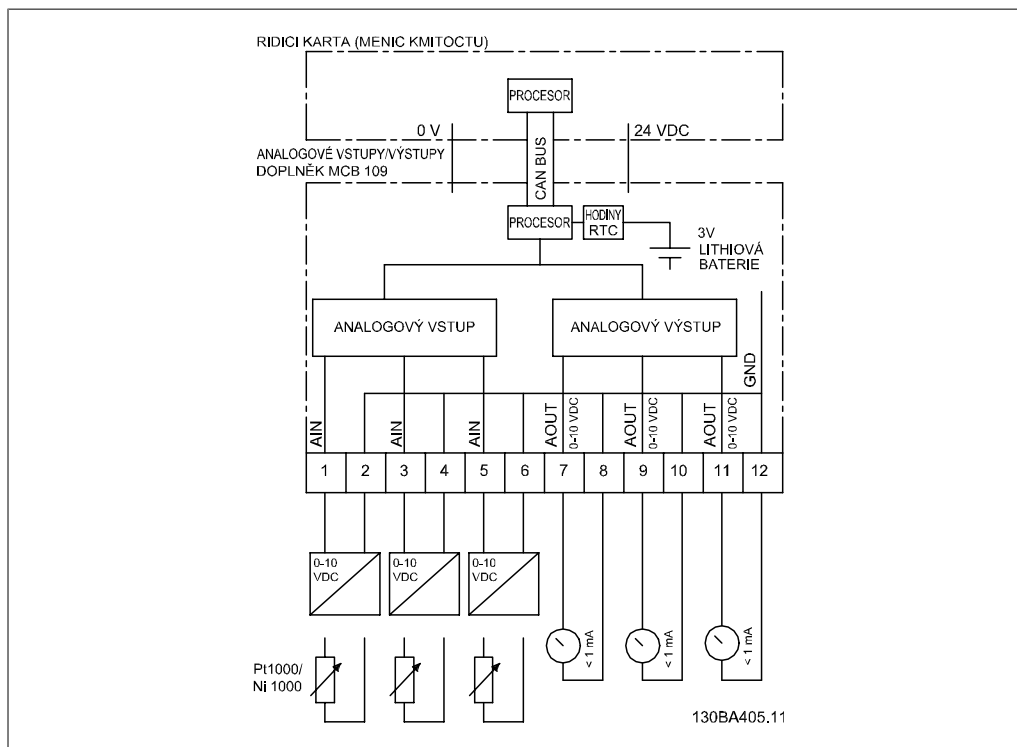 RIDICI KARTA (MENIC KMITOCTU)
PROCESOR
0 V
24 VDC
CAN BUS
ANALOGOVÉ VSTUPY/VÝSTUPY
DOPLNĚK MCB 109
PROCESOR
HODINY
RTC
3V
LITHIOVÁ
BATERIE
ANALOGOVÝ VSTUP
ANALOGOVÝ VÝSTUP
GND
AIN
AIN
AIN
AOUT
0-10 VDC
AOUT
0-10 VDC
AOUT
0-10 VDC
1 2 3 4 5 6 7 8 9 10 11 12
0-10
VDC
0-10
VDC
0-10
VDC
< 1 mA
< 1 mA
< 1 mA
Pt1000/
Ni 1000
130BA405.11